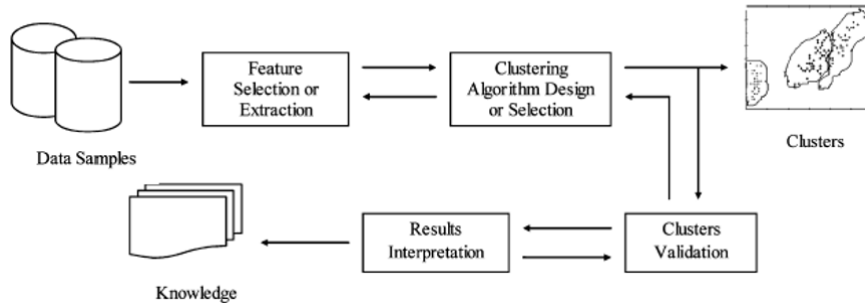 Feature
Selection or
Extraction
Clustering
Algorithm Design
or Selection
Clusters
Data Samples
Results
Interpretation
Clusters
Validation
Knowledge